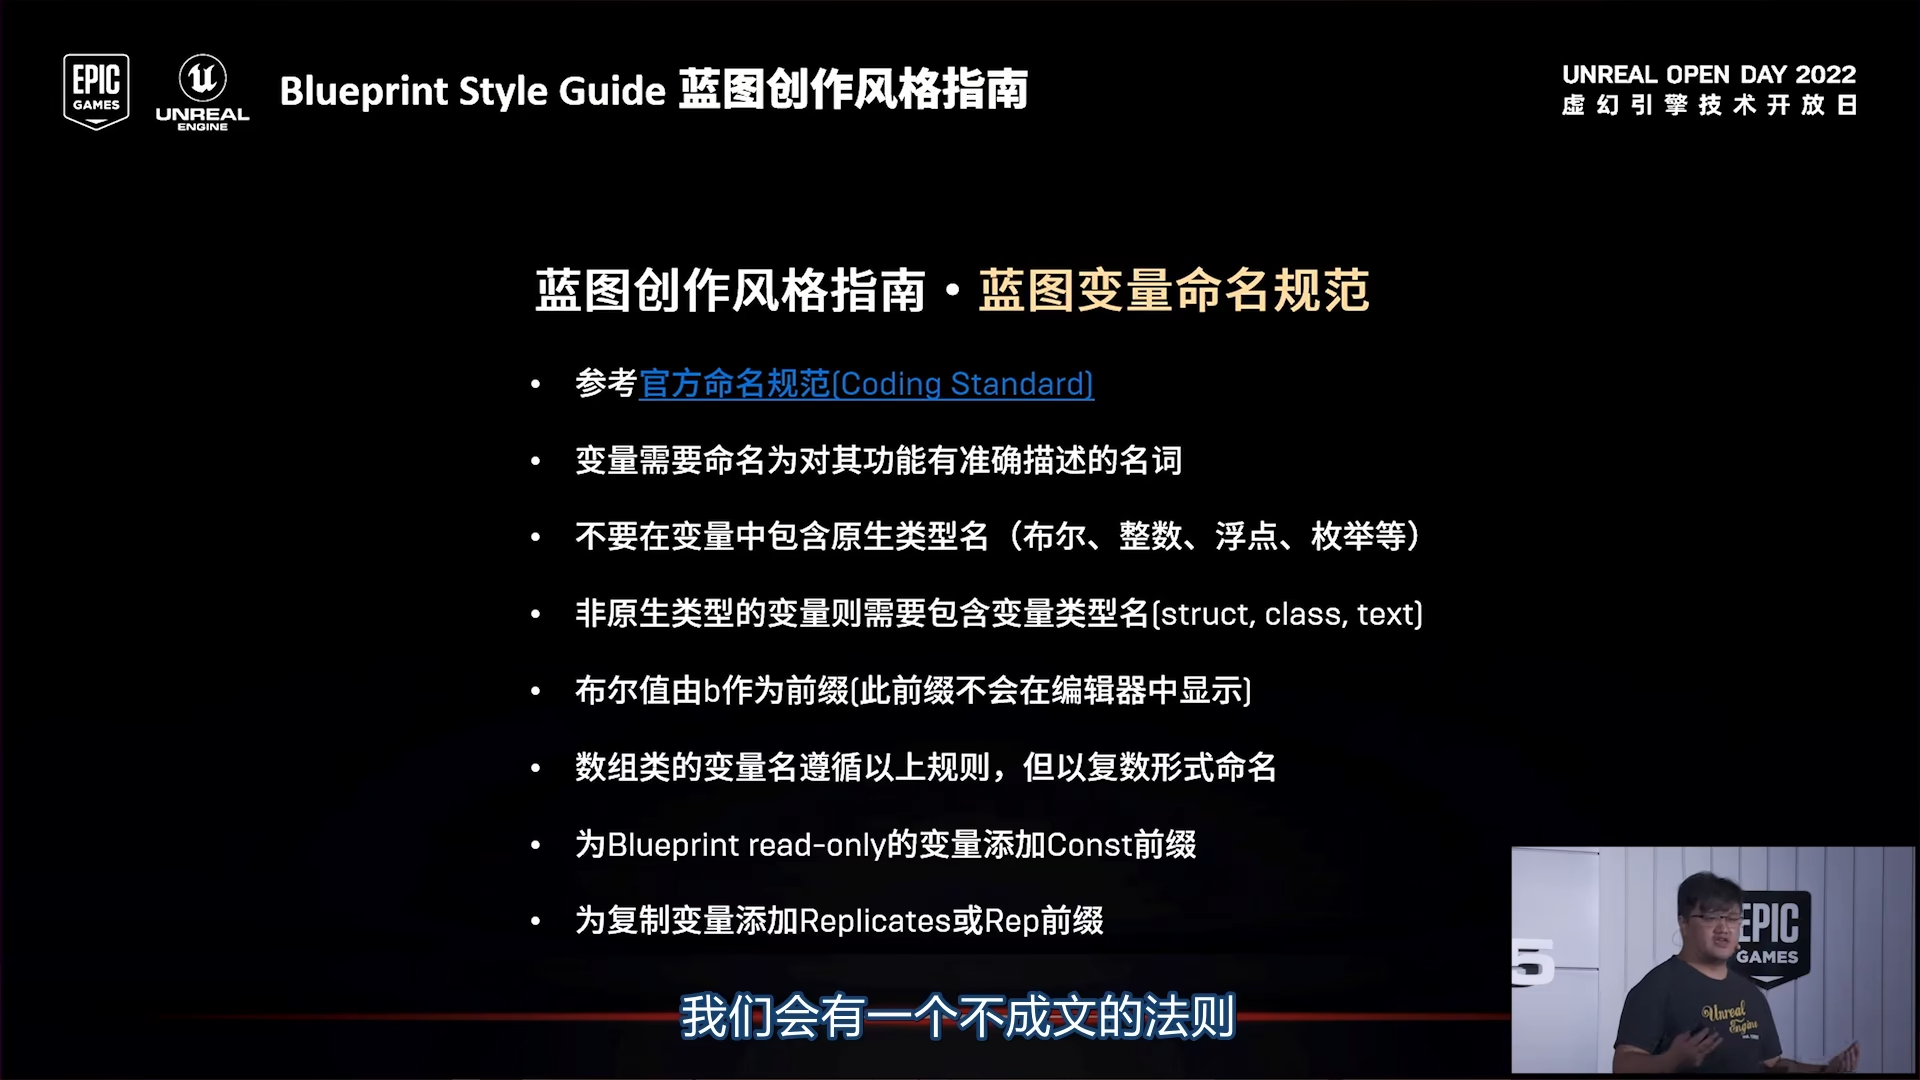 EPIC
GAMES
UNREAL
ENGINE
Blueprint Style Guide 蓝图创作风格指南
UNREAL OPEN DAY 2022
虚幻引擎技术开放日
蓝图创作风格指南·蓝图变量命名规范
• 参考官方命名规范(Coding Standard)
• 变量需要命名为对其功能有准确描述的名词
• 不要在变量中包含原生类型名（布尔、整数、浮点、枚举等）
• 非原生类型的变量则需要包含变量类型名(struct, class, text)
• 布尔值由b作为前缀(此前缀不会在编辑器中显示)
• 数组类的变量名遵循以上规则，但以复数形式命名
• 为Blueprint read-only的变量添加Const前缀
• 为复制变量添加Replicates或Rep前缀
我们会有一个不成文的法则
5
EPIC
GAMES
Unreal
Engine